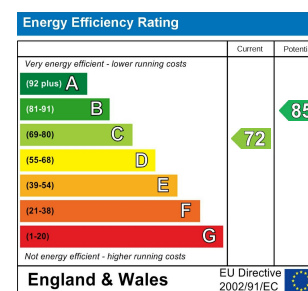 Energy Efficiency Rating
Current Potenti
Very energy efficient - lower running costs
(92 plus) A
(81-91) B 85
(69-80) C 72
(55-68) D
(39-54) E
(21-38) F
(1-20) G
Not energy efficient - higher running costs
England & Wales
EU Directive
2002/91/EC